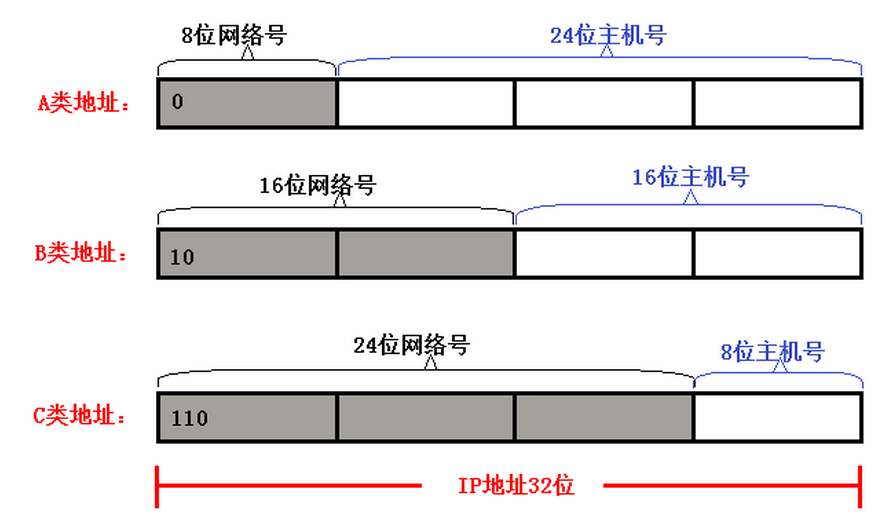 8位网络号 24位主机号
A类地址： 0
16位网络号 16位主机号
B类地址： 10
24位网络号 8位主机号
C类地址： 110
IP地址32位